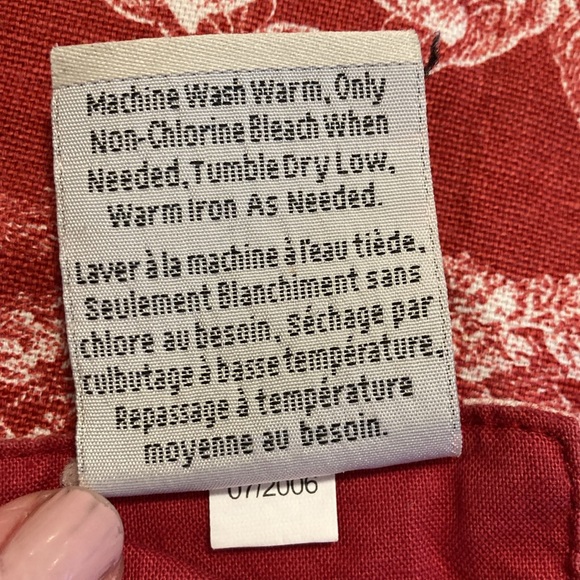 Machine Wash Warm, Only
Non-Chlorine Bleach When
Needed, Tumble Dry Low,
Warm Iron As Needed.
Laver à la machine à l'eau tiède.
Seulement Blanchiment sans
chlore au besoin, Séchage par
culbutage à basse température.
Repassage à température
moyenne au besoin.
07/2006